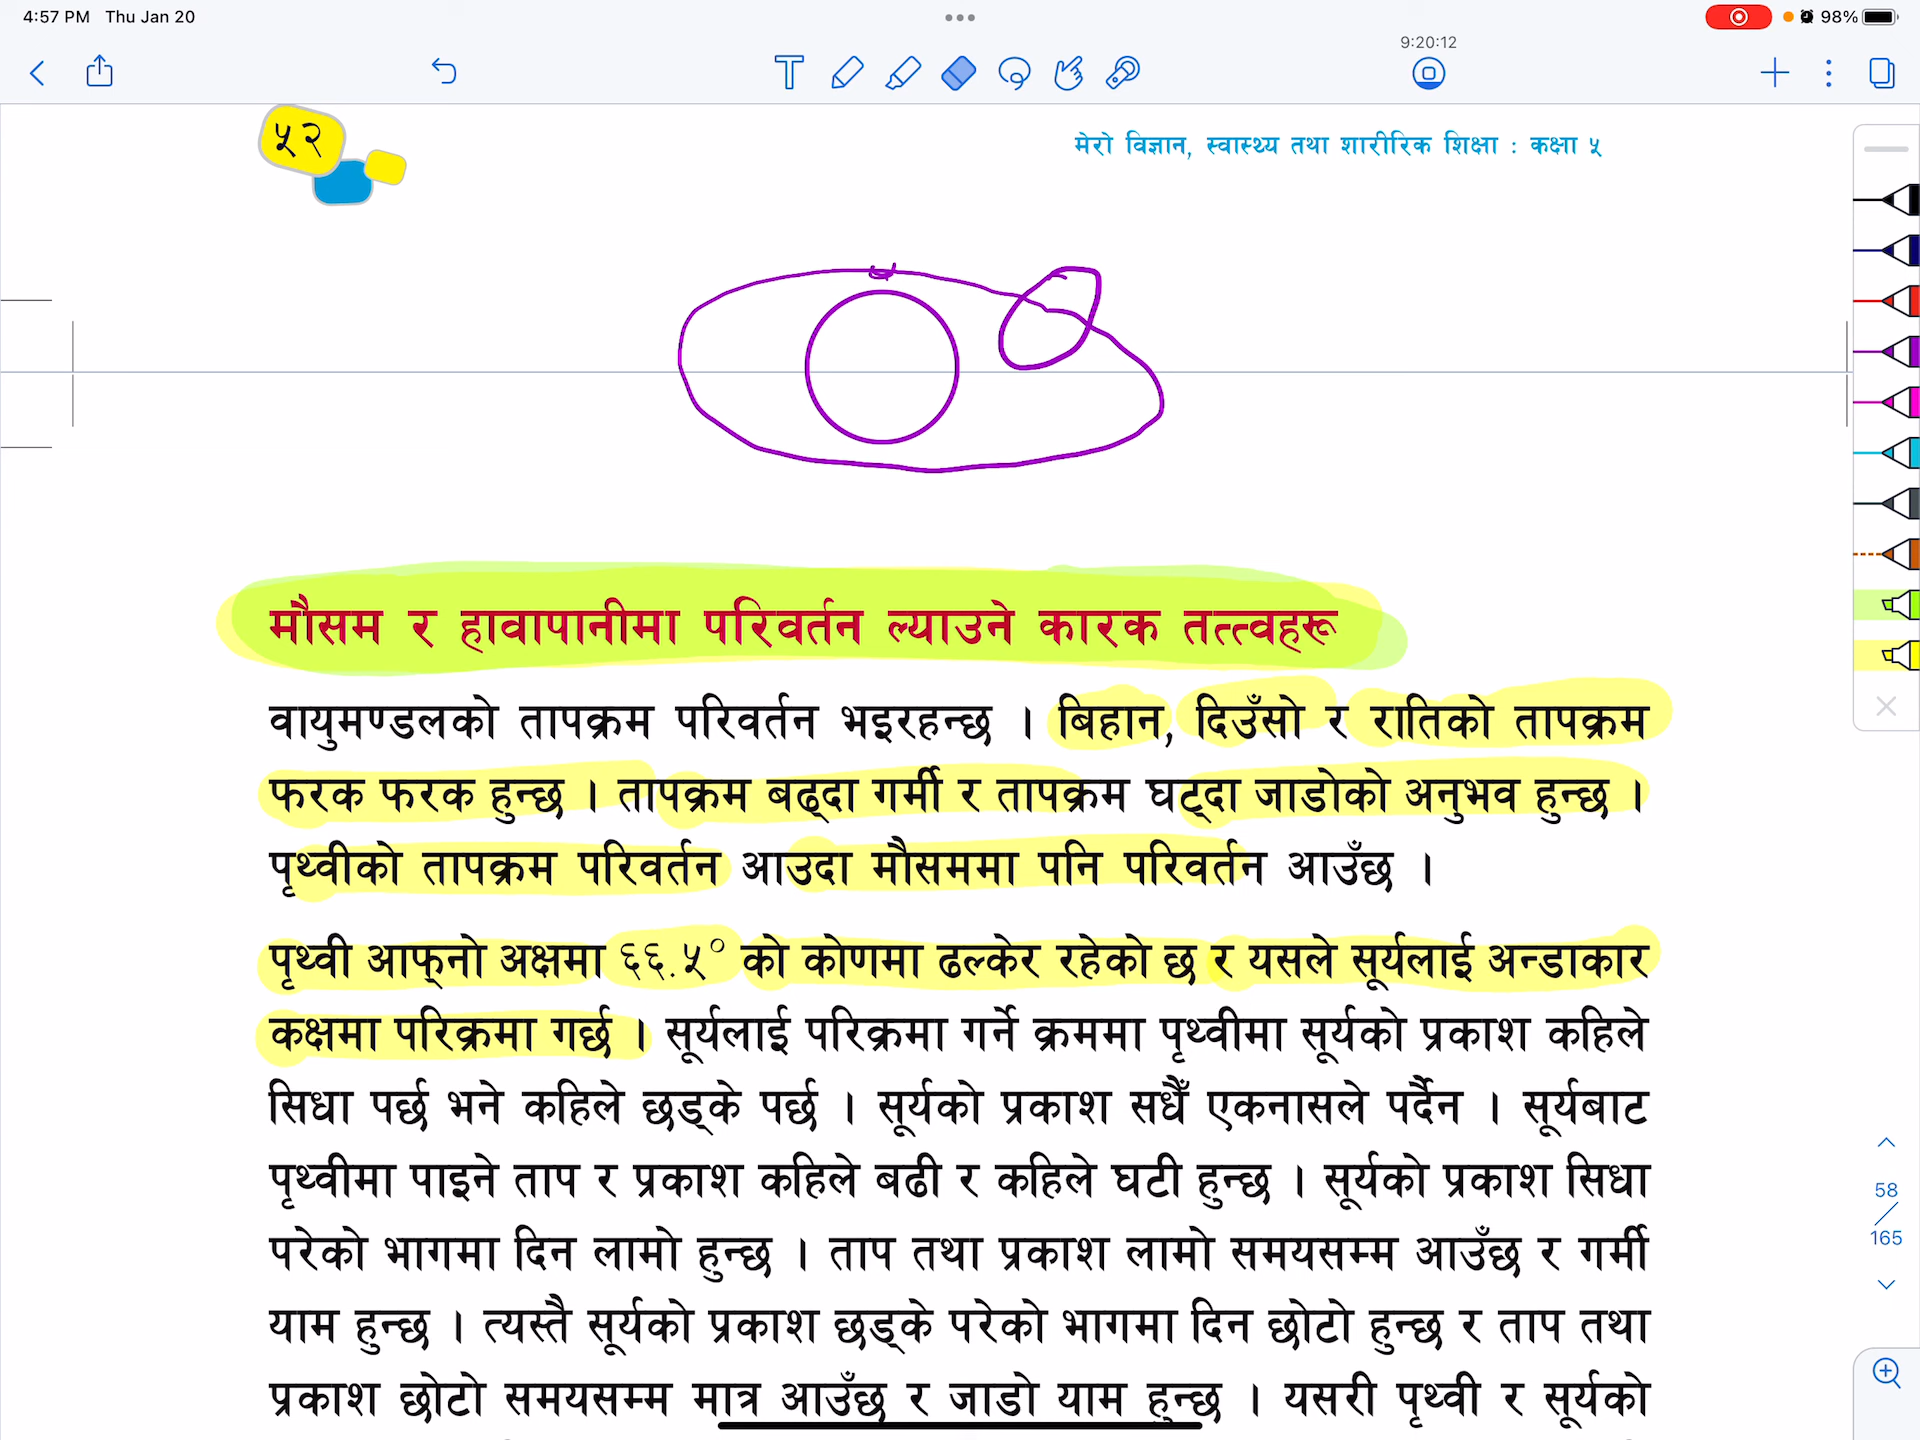 4:57 PM Thu Jan 20
98%
9:20:12
५२
मेरो विज्ञान, स्वास्थ्य तथा शारीरिक शिक्षा : कक्षा ५
मौसम र हावापानीमा परिवर्तन ल्याउने कारक तत्त्वहरू
वायुमण्डलको तापक्रम परिवर्तन भइरहन्छ । बिहान, दिउँसो र रातिको तापक्रम
फरक फरक हुन्छ । तापक्रम बढ्दा गर्मी र तापक्रम घट्दा जाडोको अनुभव हुन्छ ।
पृथ्वीको तापक्रम परिवर्तन आउदा मौसममा पनि परिवर्तन आउँछ ।
पृथ्वी आफ्नो अक्षमा ६६.५° को कोणमा ढल्केर रहेको छ र यसले सूर्यलाई अन्डाकार
कक्षमा परिक्रमा गर्छ । सूर्यलाई परिक्रमा गर्ने क्रममा पृथ्वीमा सूर्यको प्रकाश कहिले
सिधा पर्छ भने कहिले छड्के पर्छ । सूर्यको प्रकाश सधैँ एकनासले पर्दैन । सूर्यबाट
पृथ्वीमा पाइने ताप र प्रकाश कहिले बढी र कहिले घटी हुन्छ । सूर्यको प्रकाश सिधा
परेको भागमा दिन लामो हुन्छ । ताप तथा प्रकाश लामो समयसम्म आउँछ र गर्मी
याम हुन्छ । त्यस्तै सूर्यको प्रकाश छड्के परेको भागमा दिन छोटो हुन्छ र ताप तथा
प्रकाश छोटो समयसम्म मात्र आउँछ र जाडो याम हुन्छ । यसरी पृथ्वी र सूर्यको
58
165